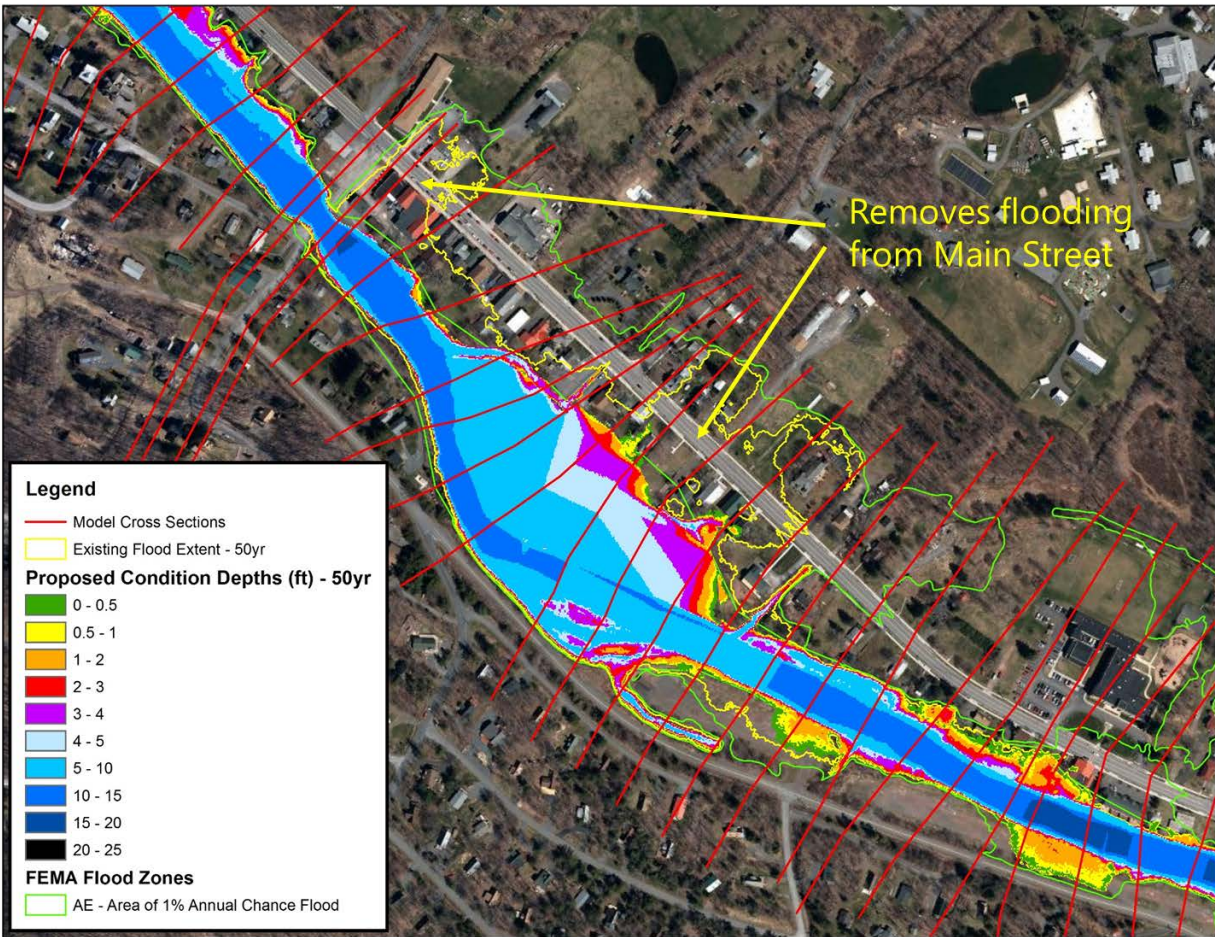 Removes flooding
from Main Street
Legend
Model Cross Sections
Existing Flood Extent - 50yr
Proposed Condition Depths (ft) - 50yr
0 - 0.5
0.5 - 1
1 - 2
2 - 3
3 - 4
4 - 5
5 - 10
10 - 15
15 - 20
20 - 25
FEMA Flood Zones
AE - Area of 1% Annual Chance Flood